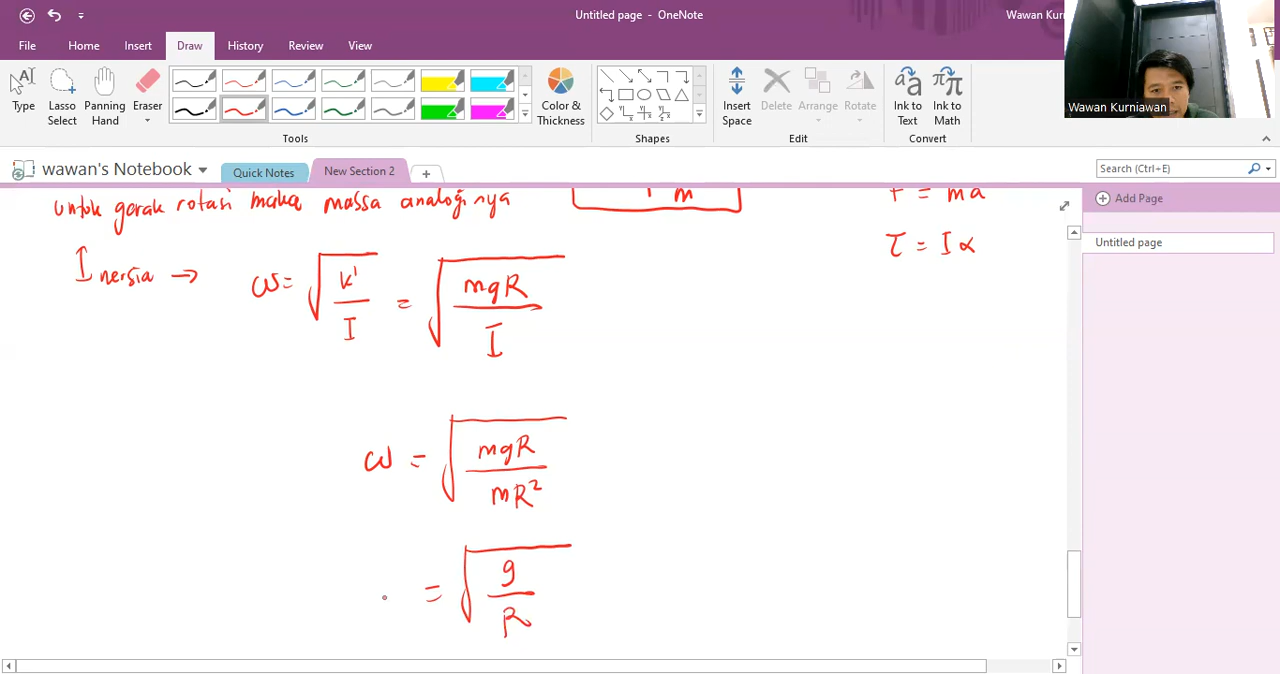 Untitled page - OneNote
Wawan Kurn
File Home Insert Draw History Review View
Type
Lasso Select
Panning Hand
Eraser
Color & Thickness
Insert Space
Delete
Arrange
Rotate
Ink to Text
Ink to Math
Tools
Shapes
Edit
Convert
Wawan Kurniawan
wawan's Notebook
Quick Notes
New Section 2
+
Search (Ctrl+E)
Add Page
Untitled page
untuk gerak rotasi maka massa analoginya
m
F = ma
τ = Iα
Inersia → ω = √(k'/I) = √(mgR/I)
ω = √(mgR/mR²)
= √(g/R)